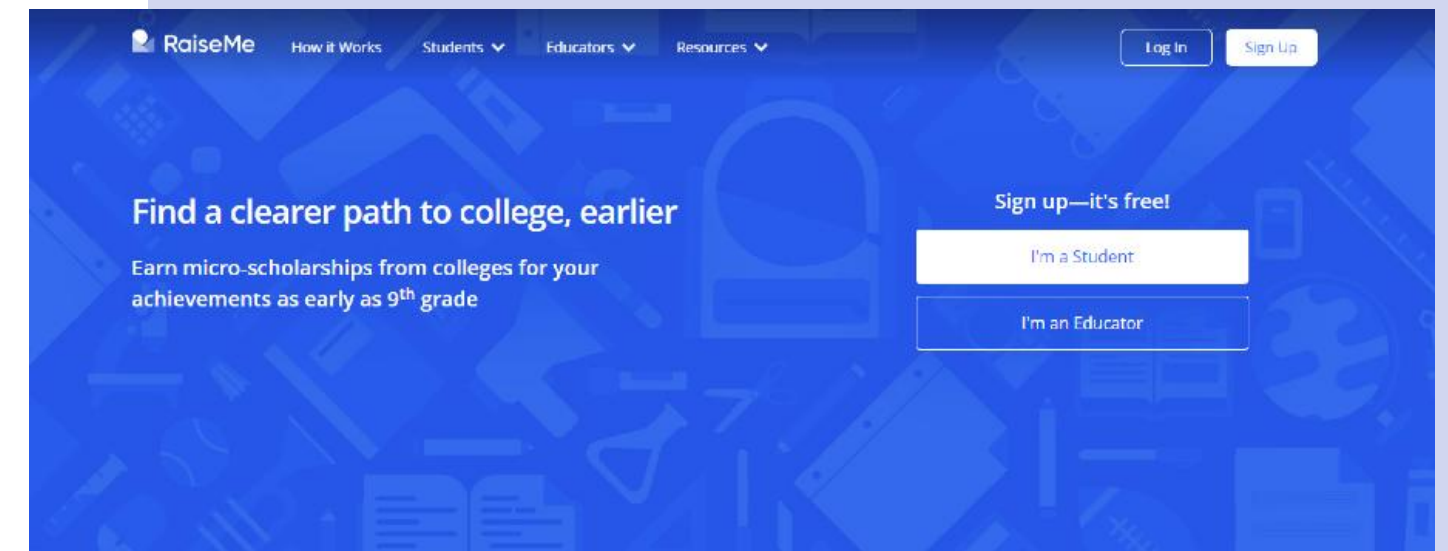 RaiseMe How it Works Students Educators Resources Log In Sign Up
Find a clearer path to college, earlier
Earn micro-scholarships from colleges for your
achievements as early as 9th grade
Sign up—it's free!
I'm a Student
I'm an Educator